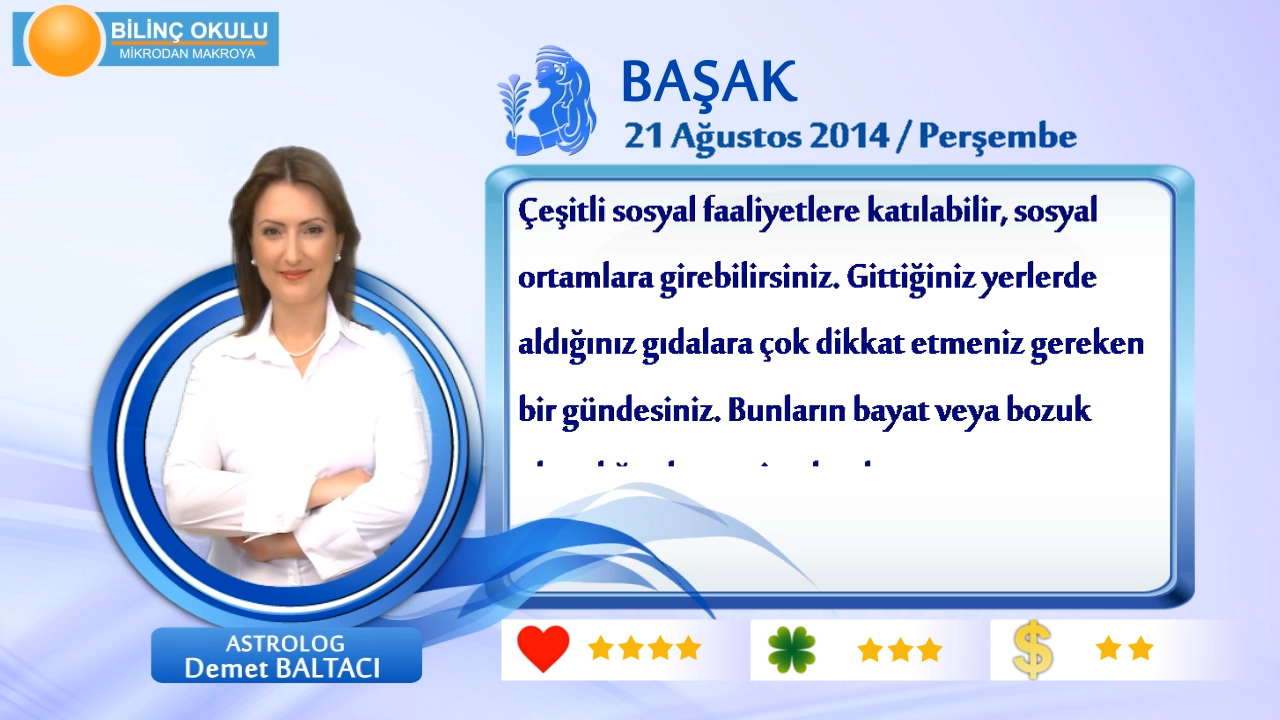 BİLİNÇ OKULU
MİKRODAN MAKROYA
BAŞAK
21 Ağustos 2014 / Perşembe
Çeşitli sosyal faaliyetlere katılabilir, sosyal
ortamlara girebilirsiniz. Gittiğiniz yerlerde
aldığınız gıdalara çok dikkat etmeniz gereken
bir gündesiniz. Bunların bayat veya bozuk
ASTROLOG
Demet BALTACI